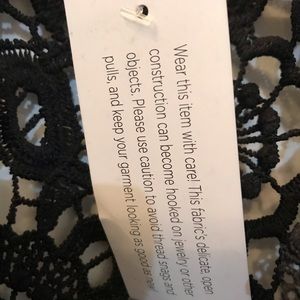 Wear this item with care! This fabric's delicate, open
construction can become hooked on jewelry or other
objects. Please use caution to avoid thread snags and
pulls, and keep your garment looking as good as new!